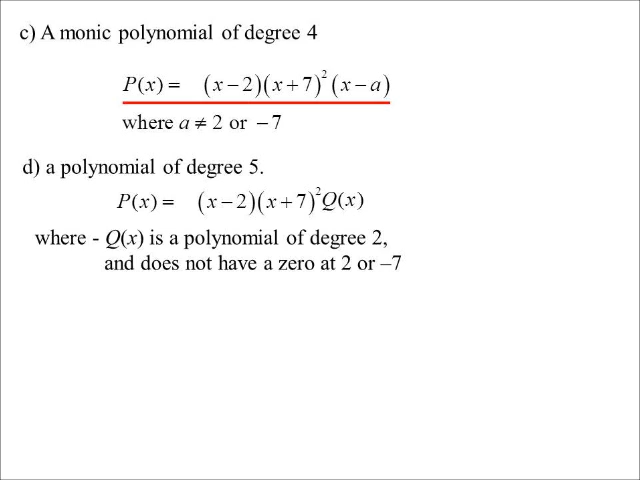 c) A monic polynomial of degree 4
P(x) = (x − 2)(x + 7)²(x − a)
where a ≠ 2 or −7
d) a polynomial of degree 5.
P(x) = (x − 2)(x + 7)²Q(x)
where - Q(x) is a polynomial of degree 2,
and does not have a zero at 2 or –7